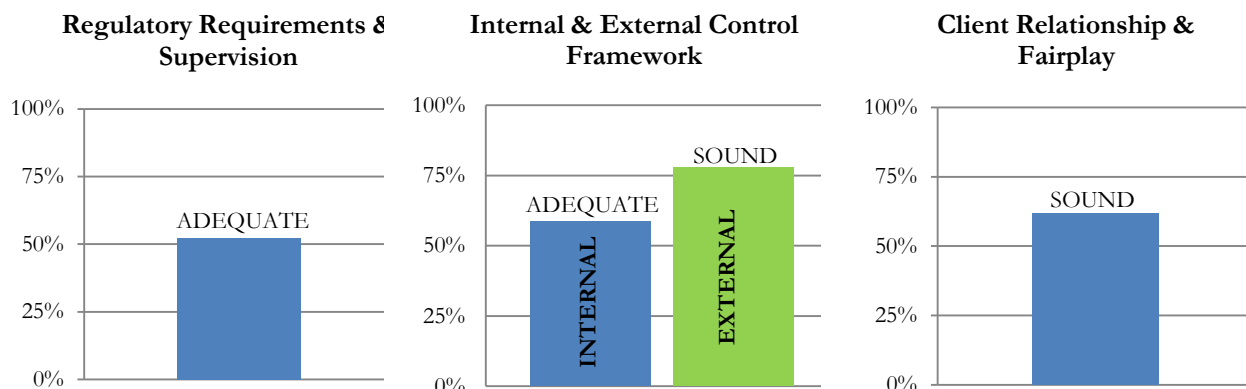 Regulatory Requirements &
Supervision
100%
75%
ADEQUATE
50%
25%
0%
Internal & External Control
Framework
100%
SOUND
75%
ADEQUATE
50%
INTERNAL
EXTERNAL
25%
0%
Client Relationship &
Fairplay
100%
75%
SOUND
50%
25%
0%